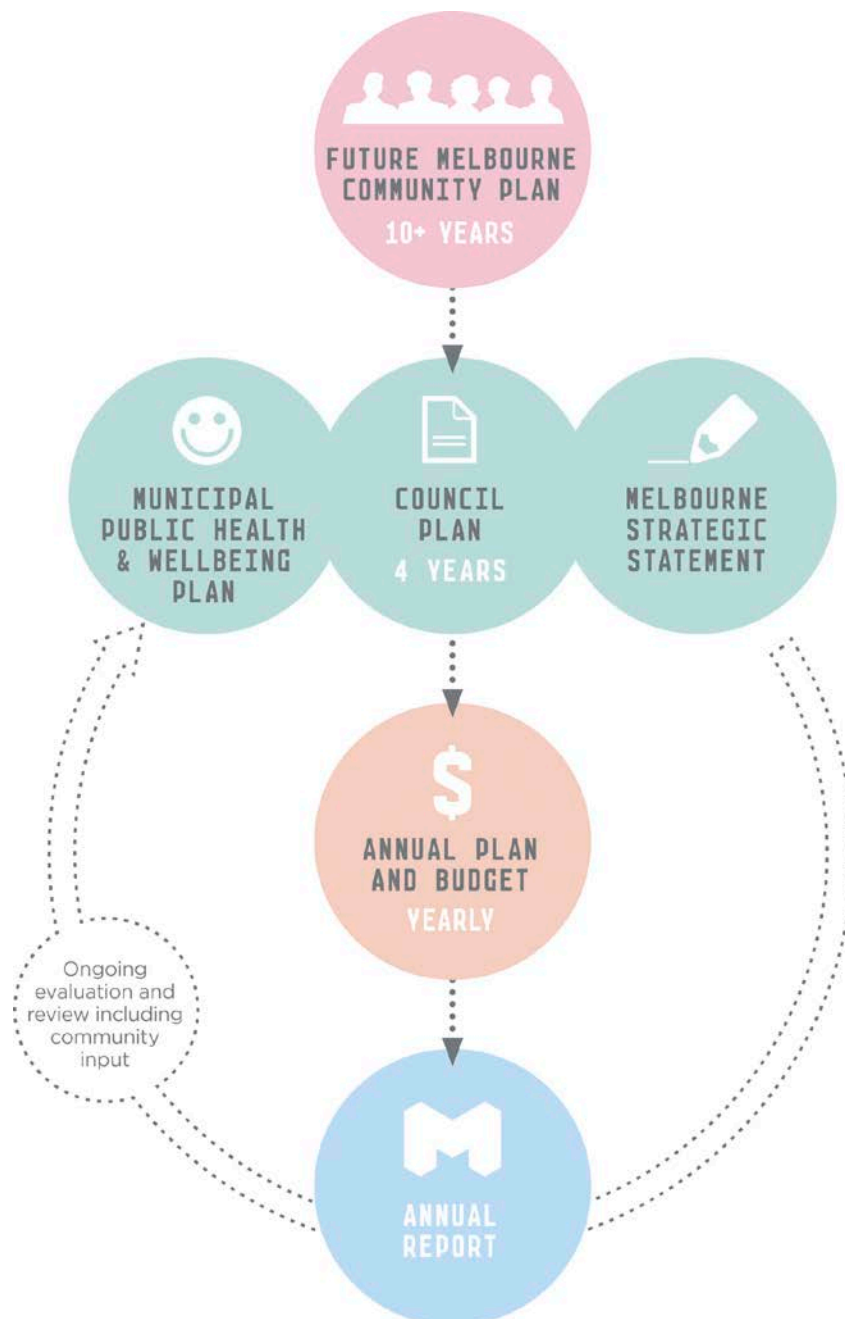 FUTURE MELBOURNE
COMMUNITY PLAN
10+ YEARS
MUNICIPAL
PUBLIC HEALTH
& WELLBEING
PLAN
COUNCIL
PLAN
4 YEARS
MELBOURNE
STRATEGIC
STATEMENT
$
ANNUAL PLAN
AND BUDGET
YEARLY
Ongoing
evaluation and
review including
community
input
M
ANNUAL
REPORT